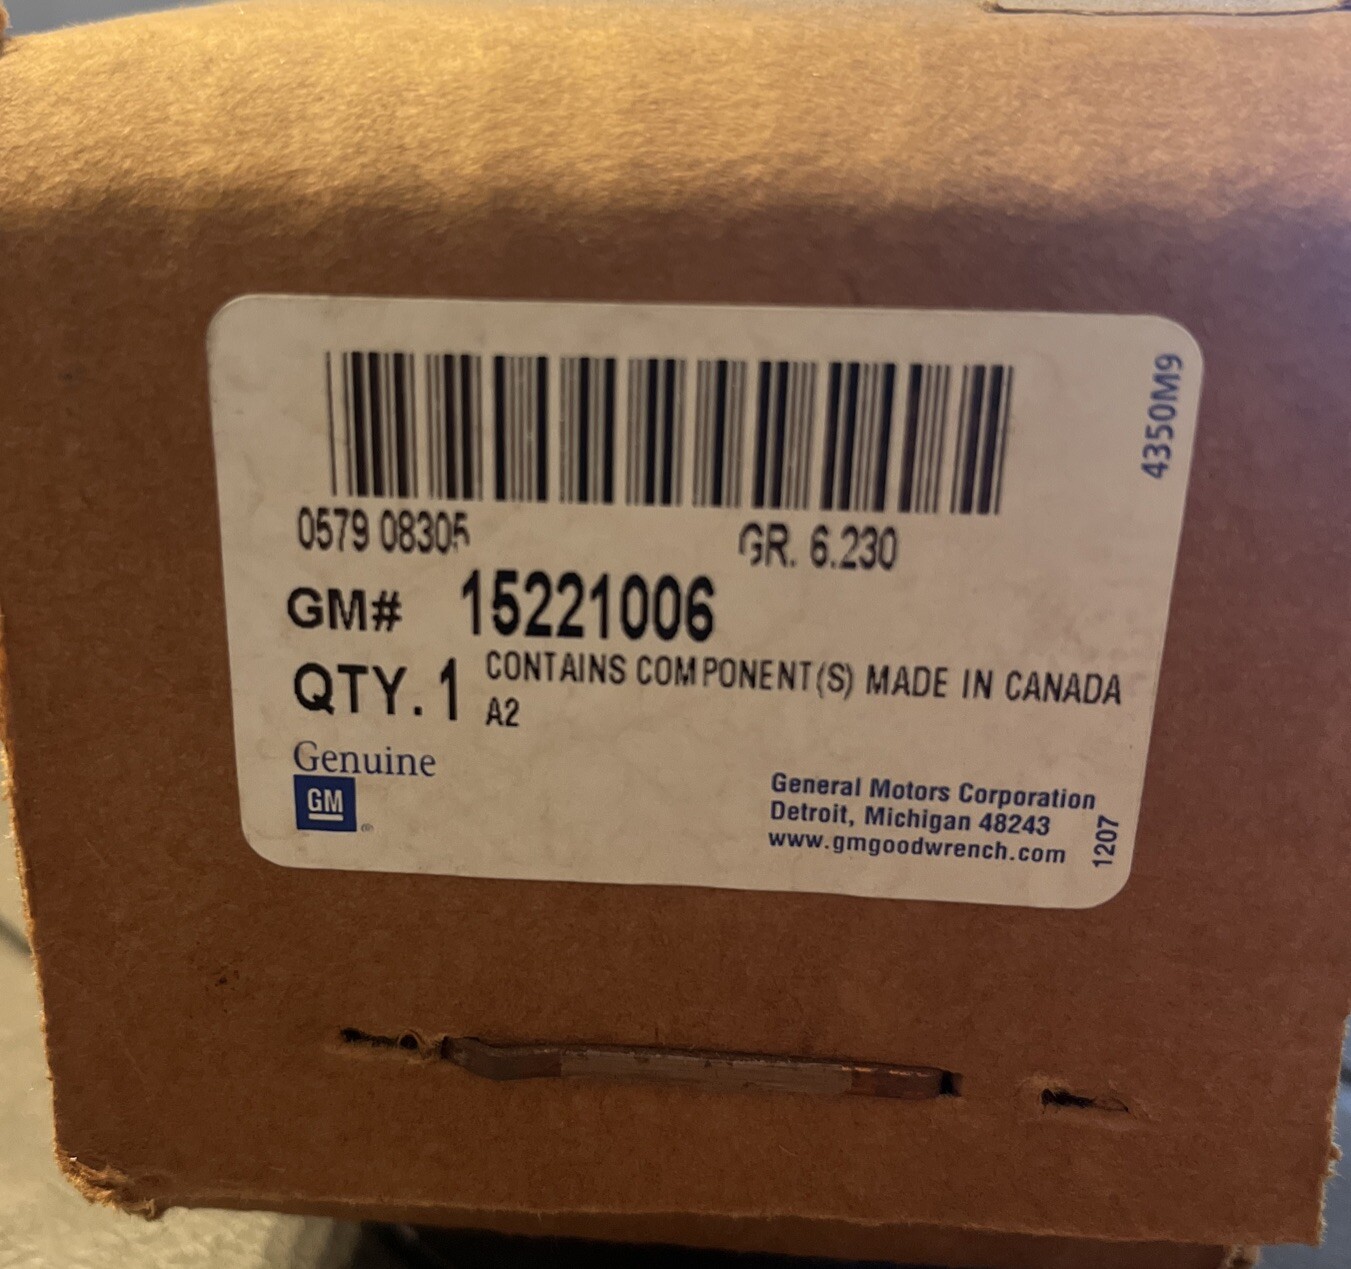 4350M9
0579 08305
GR. 6.230
GM# 15221006
QTY. 1 CONTAINS COMPONENT(S) MADE IN CANADA
A2
Genuine
GM
®
General Motors Corporation
Detroit, Michigan 48243
www.gmgoodwrench.com
1207